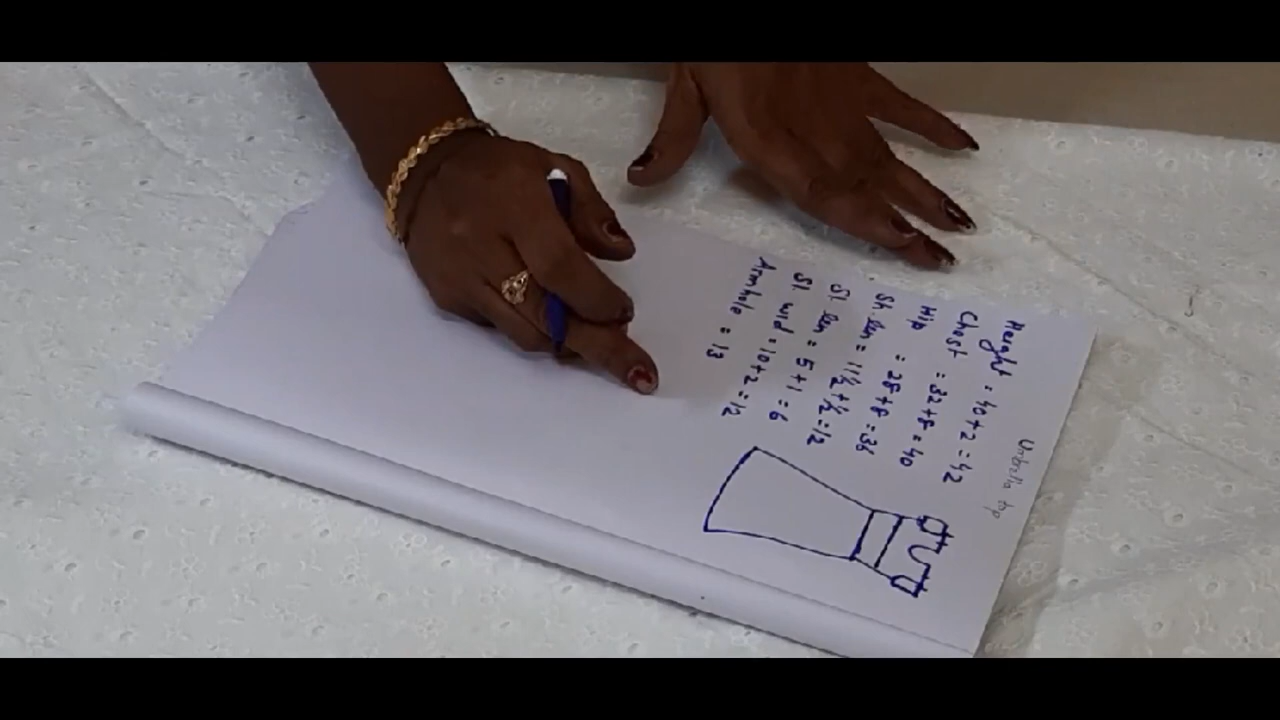 Umbrella top
Height = 40+2 = 42
Chest = 32+8 = 40
Hip = 28+8 = 36
Sh. len = 11½+½=12
Sl. len = 5+1 = 6
Sl. wid = 10+2 = 12
Armhole = 13